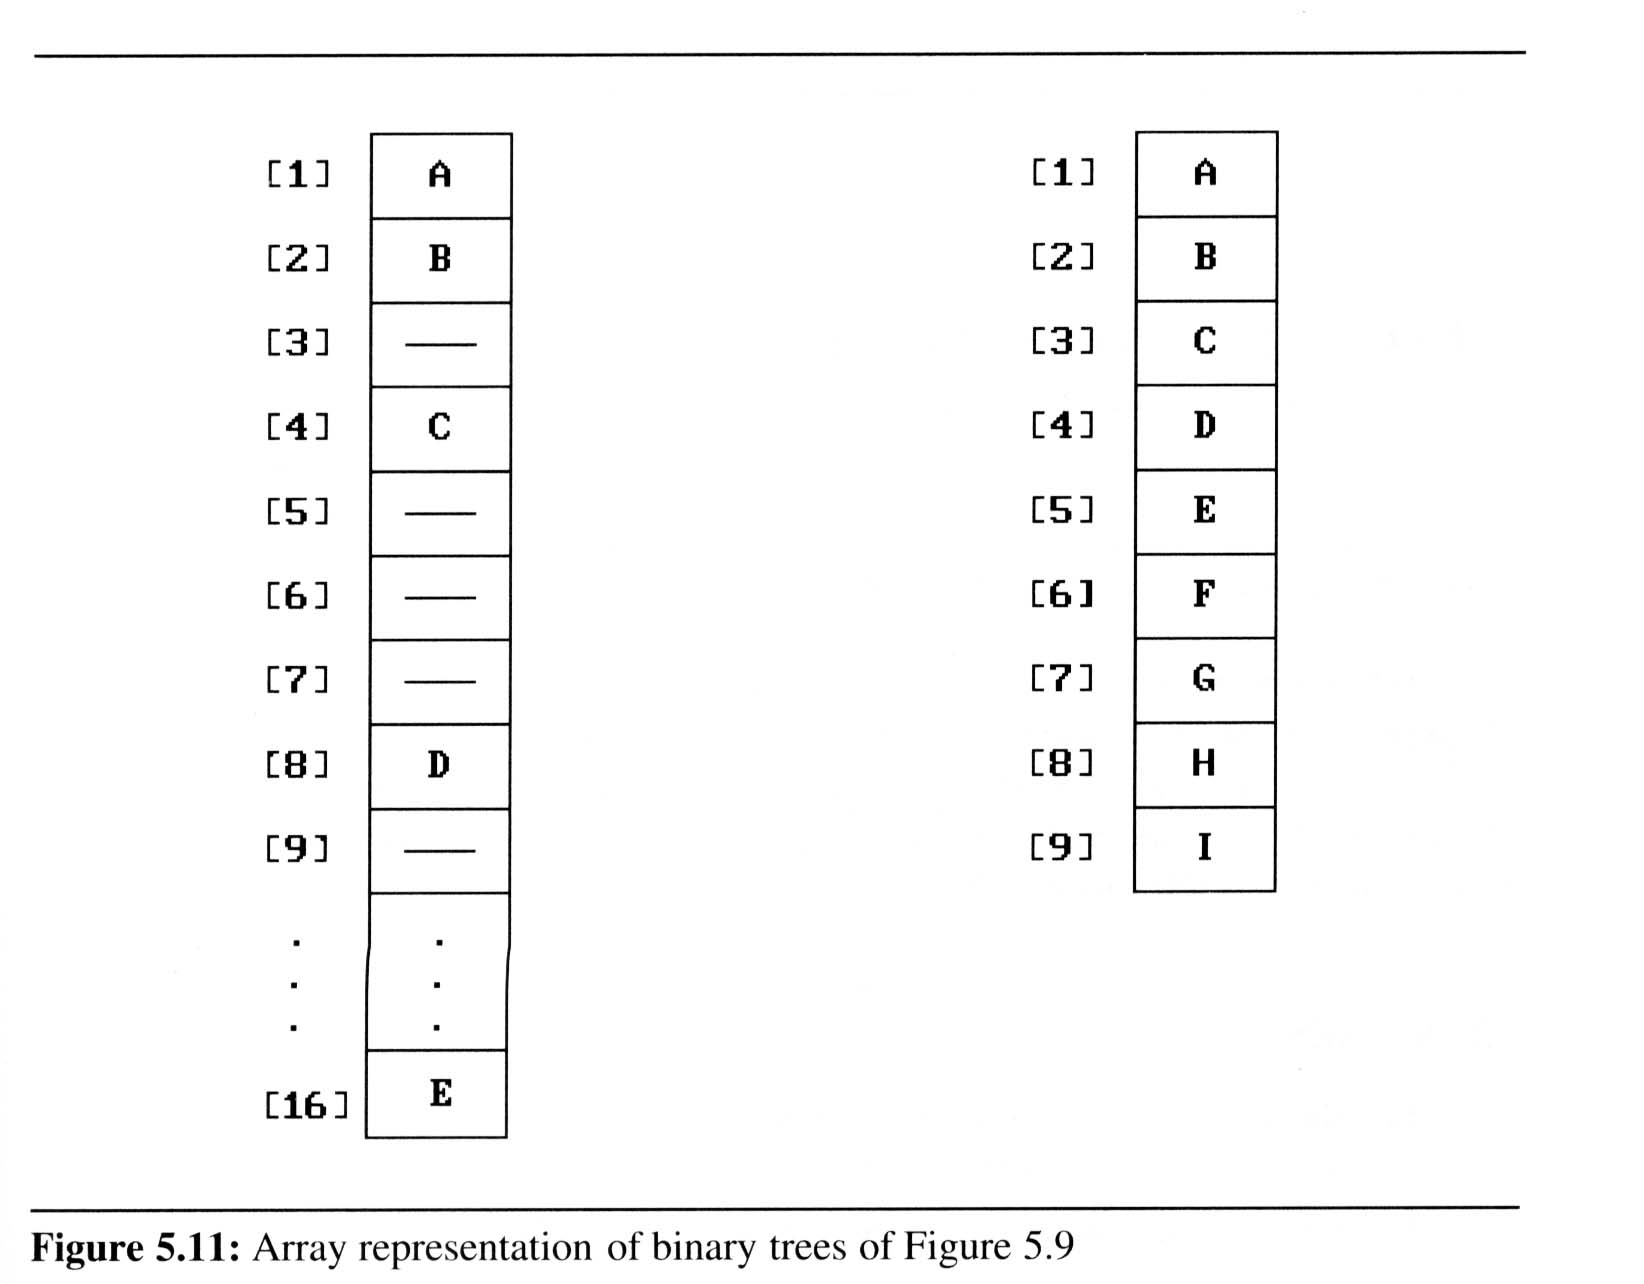 [1] A
[2] B
[3] —
[4] C
[5] —
[6] —
[7] —
[8] D
[9] —
. .
. .
. .
[16] E
[1] A
[2] B
[3] C
[4] D
[5] E
[6] F
[7] G
[8] H
[9] I
Figure 5.11: Array representation of binary trees of Figure 5.9